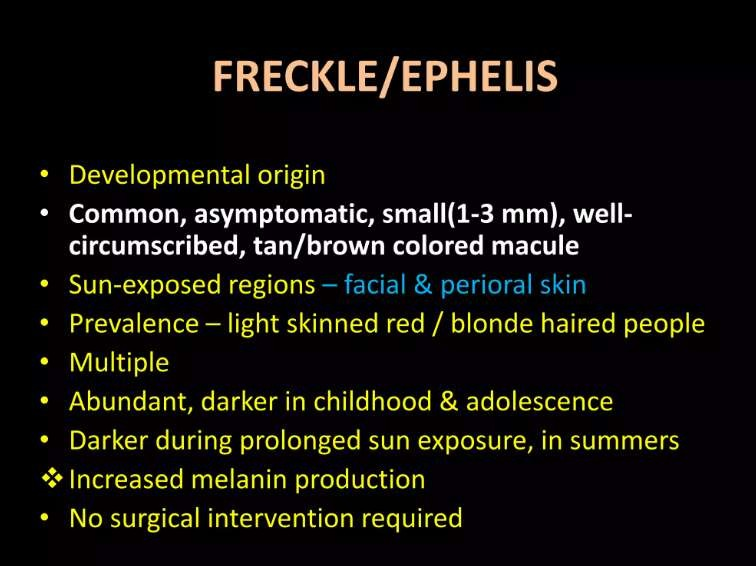 FRECKLE/EPHELIS
• Developmental origin
• Common, asymptomatic, small(1-3 mm), well-
circumscribed, tan/brown colored macule
• Sun-exposed regions – facial & perioral skin
• Prevalence – light skinned red / blonde haired people
• Multiple
• Abundant, darker in childhood & adolescence
• Darker during prolonged sun exposure, in summers
❖ Increased melanin production
• No surgical intervention required